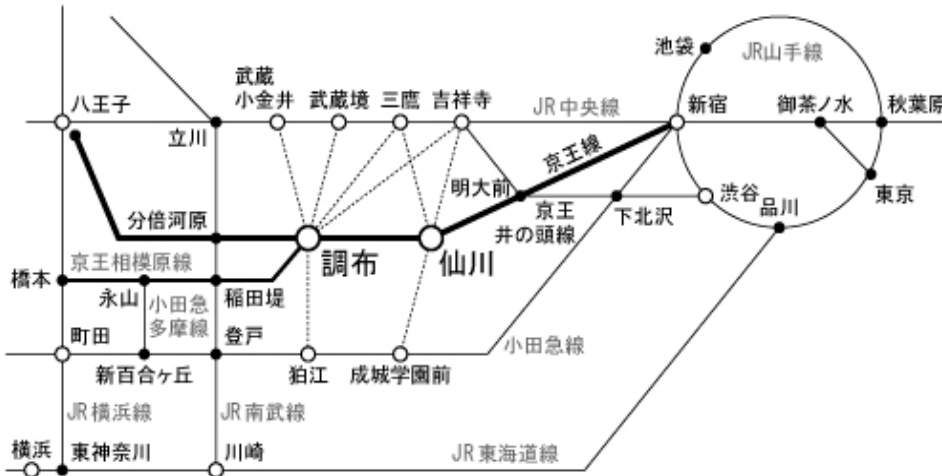 池袋
JR山手線
武蔵
小金井
武蔵境
三鷹
吉祥寺
八王子
JR中央線
新宿
御茶ノ水
秋葉原
立川
京王線
明大前
渋谷
東京
京王
井の頭線
下北沢
品川
分倍河原
調布
仙川
京王相模原線
橋本
永山
小田急
多摩線
稲田堤
町田
登戸
小田急線
新百合ヶ丘
狛江
成城学園前
JR横浜線
JR南武線
横浜
東神奈川
川崎
JR東海道線